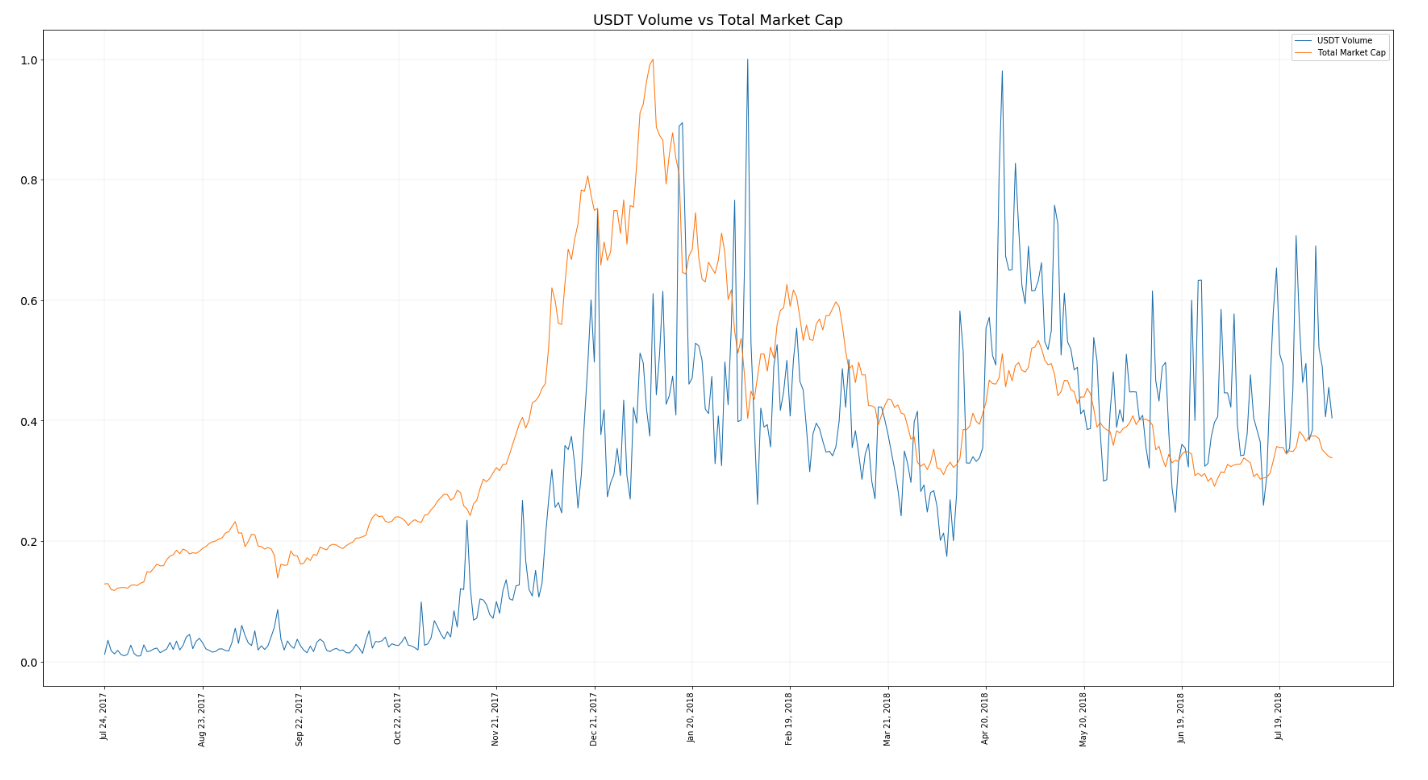 USDT Volume vs Total Market Cap
USDT Volume
Total Market Cap
1.0
0.8
0.6
0.4
0.2
0.0
Jul 24, 2017
Aug 23, 2017
Sep 22, 2017
Oct 22, 2017
Nov 21, 2017
Dec 21, 2017
Jan 20, 2018
Feb 19, 2018
Mar 21, 2018
Apr 20, 2018
May 20, 2018
Jun 19, 2018
Jul 19, 2018